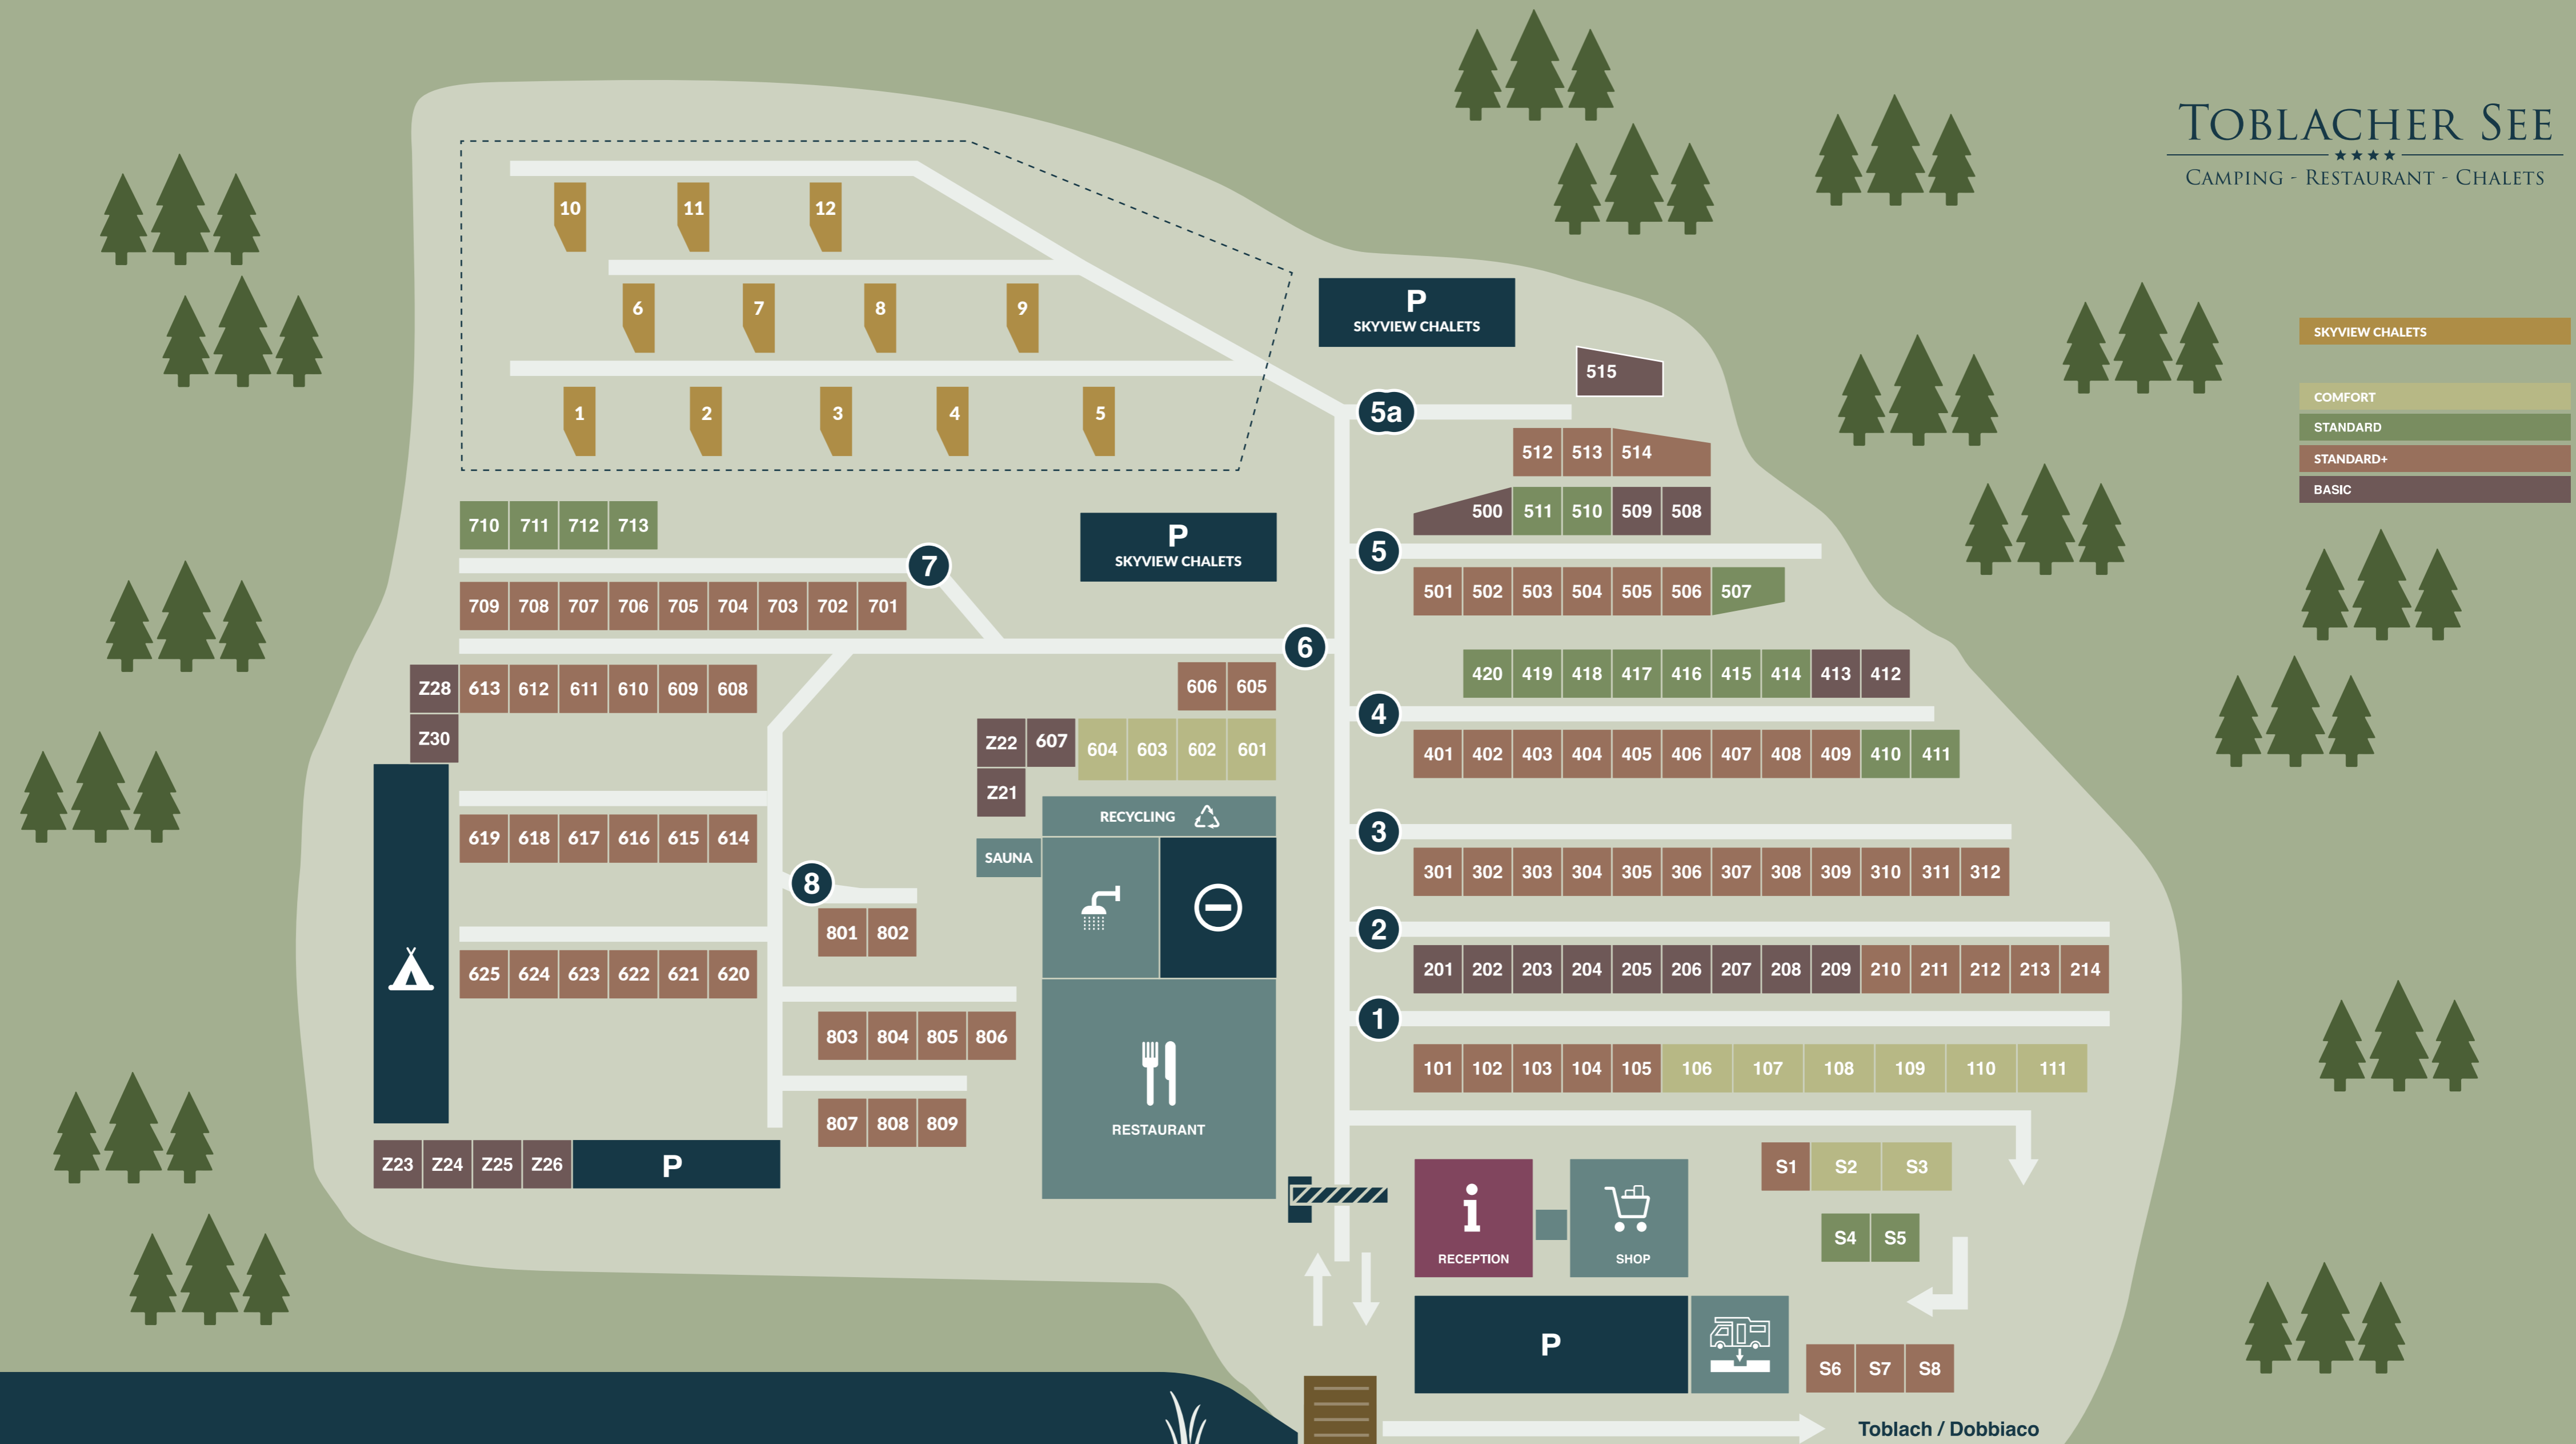 TOBLACHER SEE
CAMPING - RESTAURANT - CHALETS
SKYVIEW CHALETS
COMFORT
STANDARD
STANDARD+
BASIC
10 11 12
6 7 8 9
1 2 3 4 5
P
SKYVIEW CHALETS
515
5a
512 513 514
500 511 510 509 508
5
501 502 503 504 505 506 507
710 711 712 713
P
SKYVIEW CHALETS
7
709 708 707 706 705 704 703 702 701
6
Z28 613 612 611 610 609 608
Z30
606 605
Z22 607 604 603 602 601
Z21
420 419 418 417 416 415 414 413 412
4
401 402 403 404 405 406 407 408 409 410 411
RECYCLING
SAUNA
619 618 617 616 615 614
3
301 302 303 304 305 306 307 308 309 310 311 312
8
801 802
2
201 202 203 204 205 206 207 208 209 210 211 212 213 214
625 624 623 622 621 620
1
803 804 805 806
101 102 103 104 105 106 107 108 109 110 111
807 808 809
RESTAURANT
Z23 Z24 Z25 Z26 P
S1 S2 S3
S4 S5
i
RECEPTION
SHOP
P
S6 S7 S8
Toblach / Dobbiaco